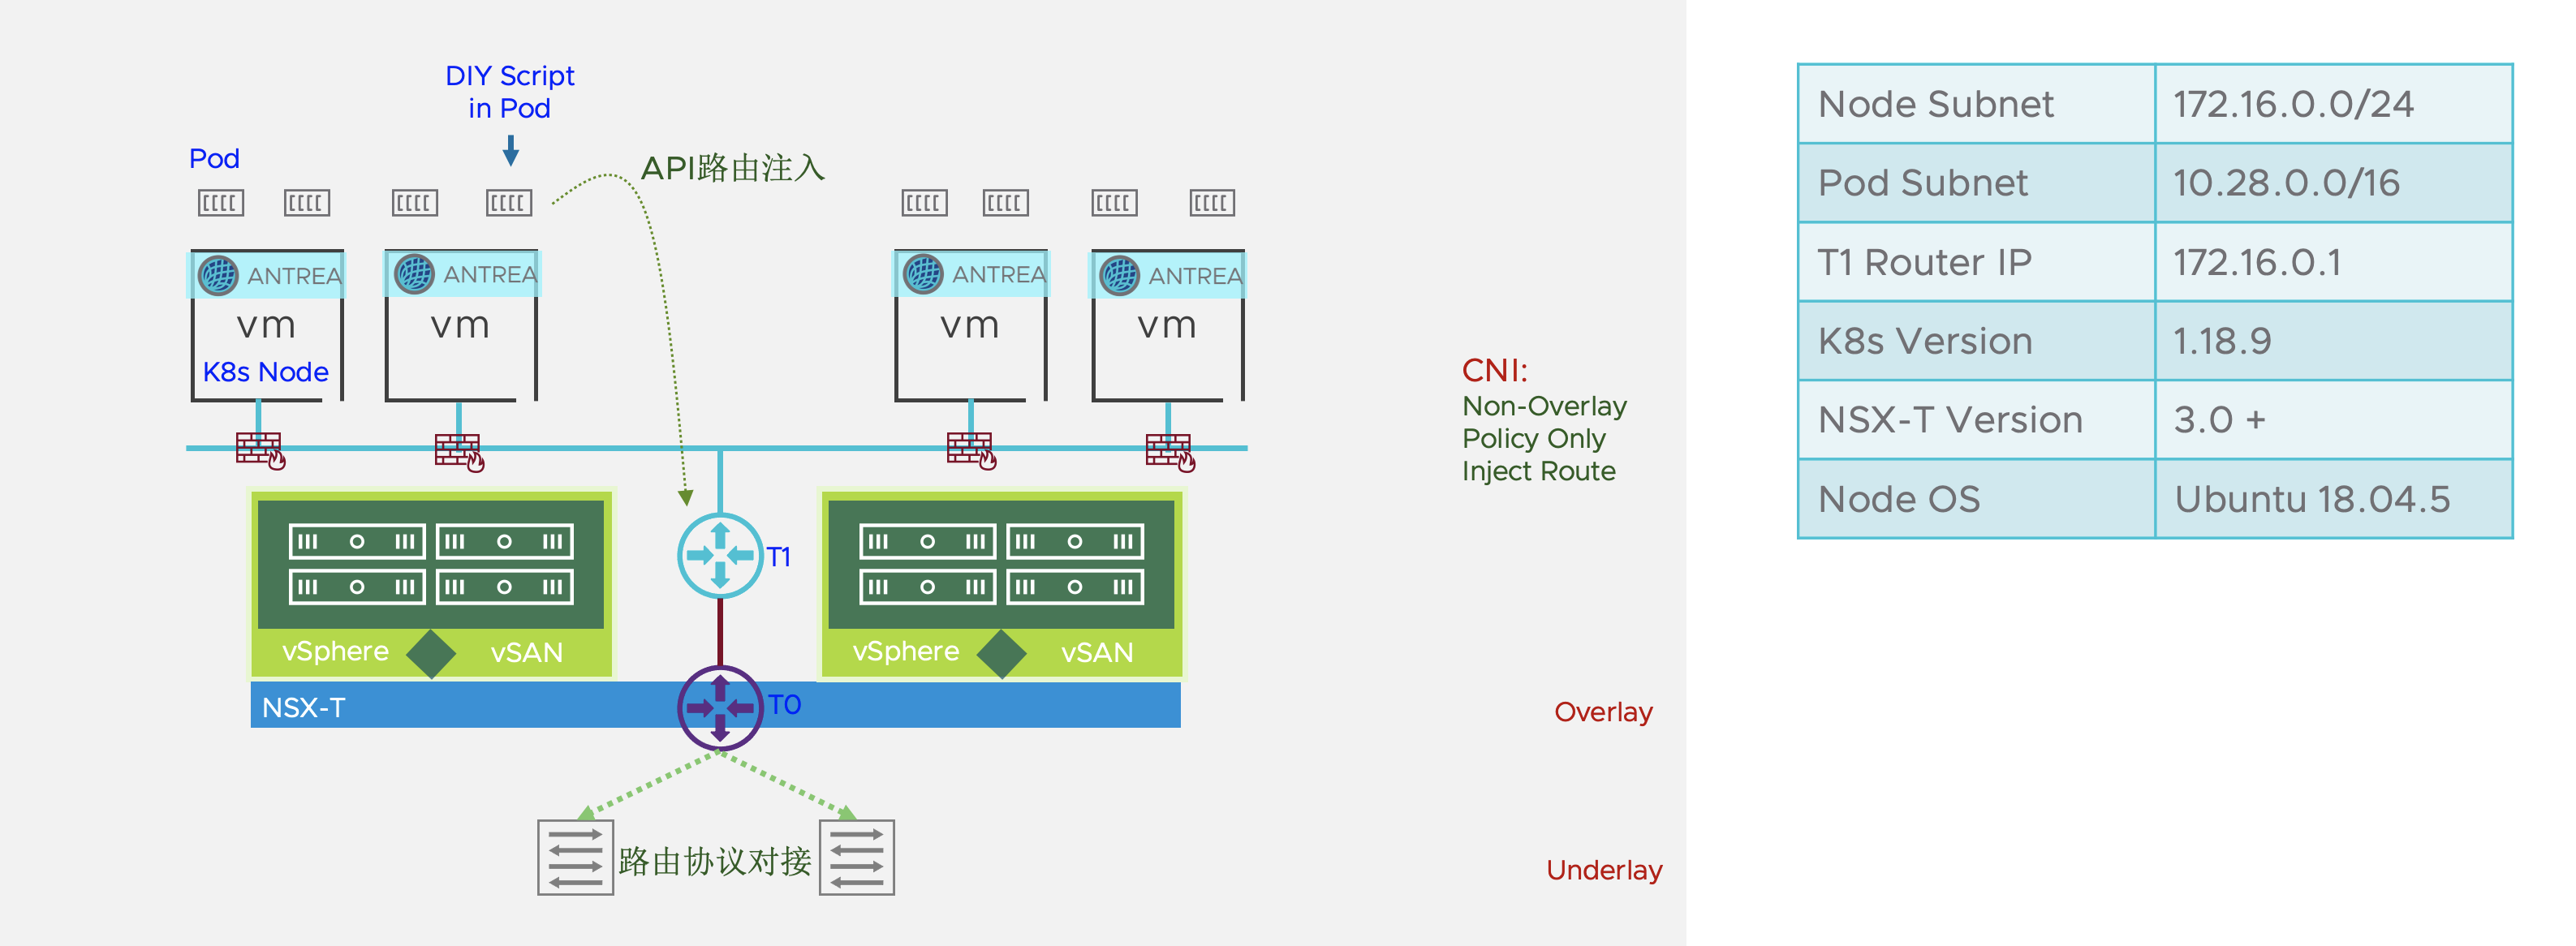 DIY Script
in Pod
Pod
API路由注入
ANTREA
ANTREA
ANTREA
ANTREA
vm
vm
vm
vm
K8s Node
CNI:
Non-Overlay
Policy Only
Inject Route
T1
vSphere
vSAN
vSphere
vSAN
NSX-T
T0
Overlay
路由协议对接
Underlay
Node Subnet 172.16.0.0/24
Pod Subnet 10.28.0.0/16
T1 Router IP 172.16.0.1
K8s Version 1.18.9
NSX-T Version 3.0 +
Node OS Ubuntu 18.04.5